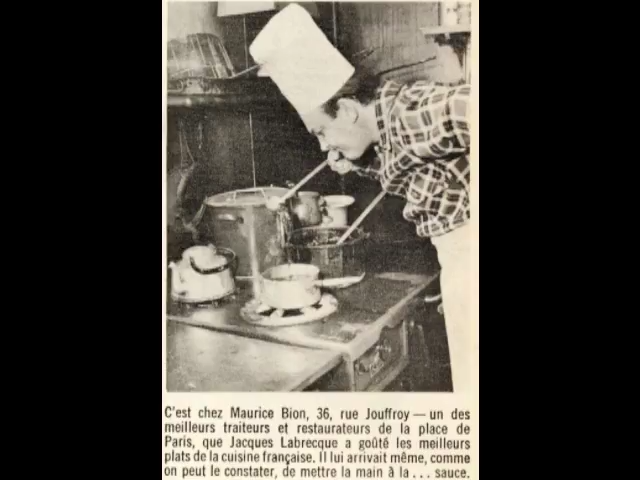 C'est chez Maurice Bion, 36, rue Jouffroy — un des
meilleurs traiteurs et restaurateurs de la place de
Paris, que Jacques Labrecque a goûté les meilleurs
plats de la cuisine française. Il lui arrivait même, comme
on peut le constater, de mettre la main à la ... sauce.